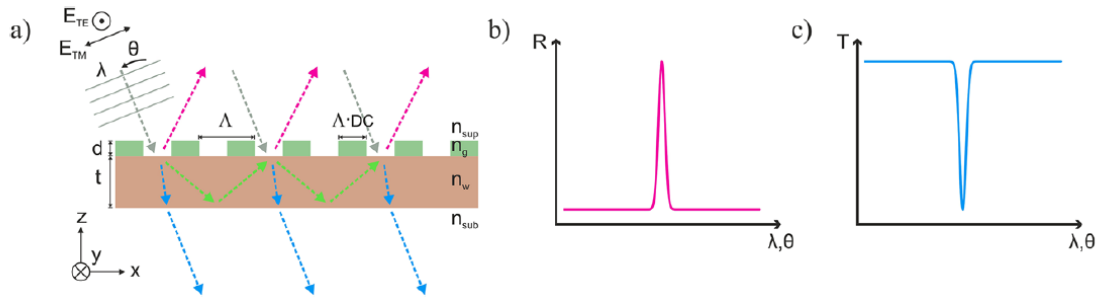 a)
E_TE
E_TM
θ
λ
Λ
Λ·DC
n_sup
d
n_g
t
n_w
n_sub
z
y
x
b)
R
λ,θ
c)
T
λ,θ